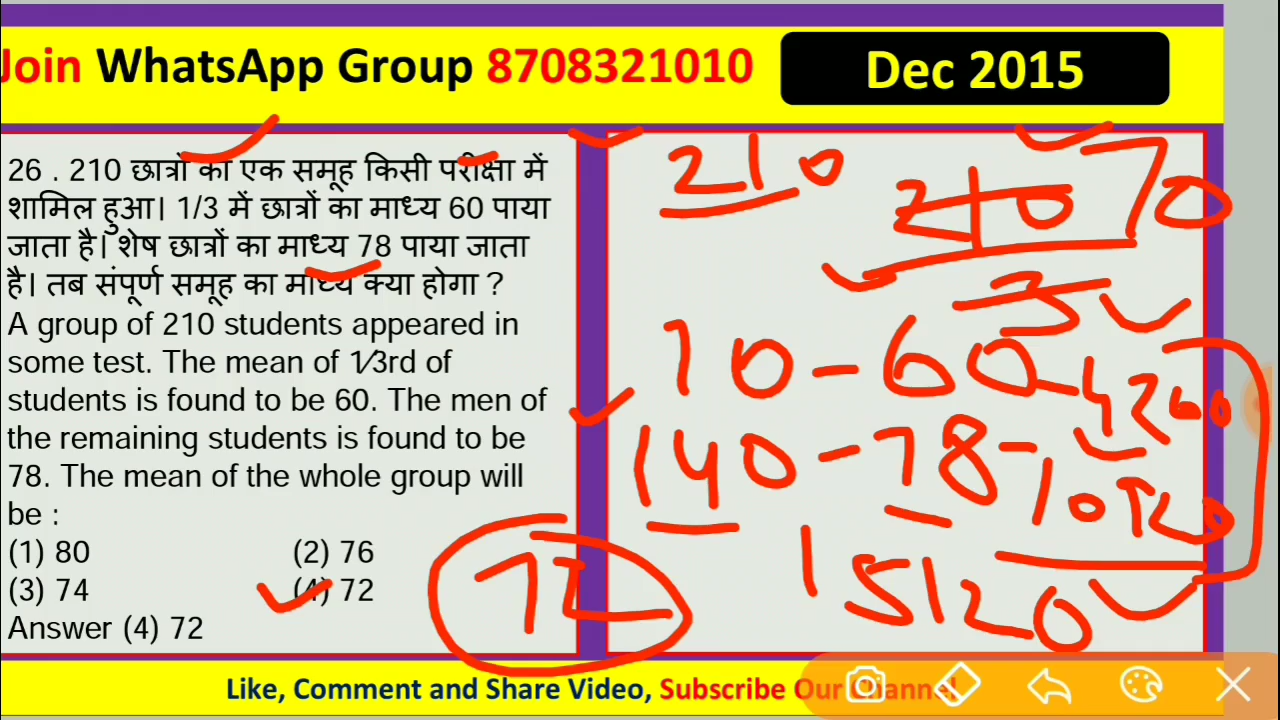 Join WhatsApp Group 8708321010
Dec 2015
26 . 210 छात्रों का एक समूह किसी परीक्षा में
शामिल हुआ। 1/3 में छात्रों का माध्य 60 पाया
जाता है। शेष छात्रों का माध्य 78 पाया जाता
है। तब संपूर्ण समूह का माध्य क्या होगा ?
A group of 210 students appeared in
some test. The mean of 1⁄3rd of
students is found to be 60. The men of
the remaining students is found to be
78. The mean of the whole group will
be :
(1) 80 (2) 76
(3) 74 (4) 72
Answer (4) 72
72
210
210 70
3
70-60-4200
140-78-10920
15120
Like, Comment and Share Video, Subscribe Our Channel